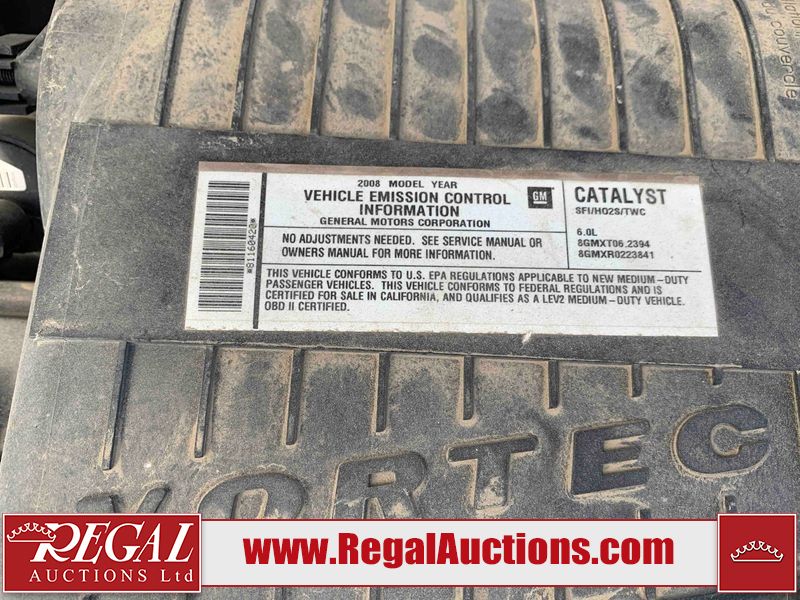 couvercle
2008 MODEL YEAR
VEHICLE EMISSION CONTROL
INFORMATION
GENERAL MOTORS CORPORATION
GM
CATALYST
SFI/HO2S/TWC
NO ADJUSTMENTS NEEDED. SEE SERVICE MANUAL OR
OWNERS MANUAL FOR MORE INFORMATION.
6.0L
8GMXT06.2394
8GMXR0223841
*81160420*
THIS VEHICLE CONFORMS TO U.S. EPA REGULATIONS APPLICABLE TO NEW MEDIUM-DUTY
PASSENGER VEHICLES. THIS VEHICLE CONFORMS TO FEDERAL REGULATIONS, IS
CERTIFIED FOR SALE IN CALIFORNIA, AND QUALIFIES AS A LEV2 MEDIUM-DUTY VEHICLE.
OBD II CERTIFIED.
VORTEC
REGAL
AUCTIONS Ltd
www.RegalAuctions.com